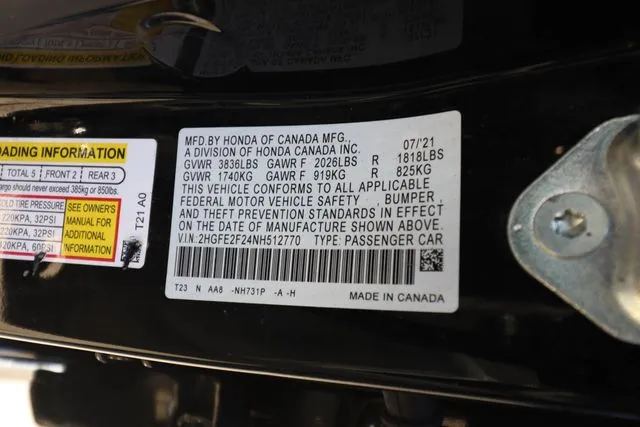 MFD.BY HONDA OF CANADA MFG.,
A DIVISION OF HONDA CANADA INC. 07/'21
GVWR 3836LBS GAWR F 2026LBS R 1818LBS
GVWR 1740KG GAWR F 919KG R 825KG
THIS VEHICLE CONFORMS TO ALL APPLICABLE
FEDERAL MOTOR VEHICLE SAFETY , BUMPER ,
AND THEFT PREVENTION STANDARDS IN EFFECT
ON THE DATE OF MANUFACTURE SHOWN ABOVE.
V.I.N: 2HGFE2F24NH512770 TYPE: PASSENGER CAR
T23 N AA8 -NH731P -A -H
MADE IN CANADA
LOADING INFORMATION
TOTAL 5 FRONT 2 REAR 3
cargo should never exceed 385kg or 850lbs.
COLD TIRE PRESSURE
220KPA, 32PSI
220KPA, 32PSI
420KPA, 60PSI
SEE OWNER'S
MANUAL FOR
ADDITIONAL
INFORMATION
T21 A0